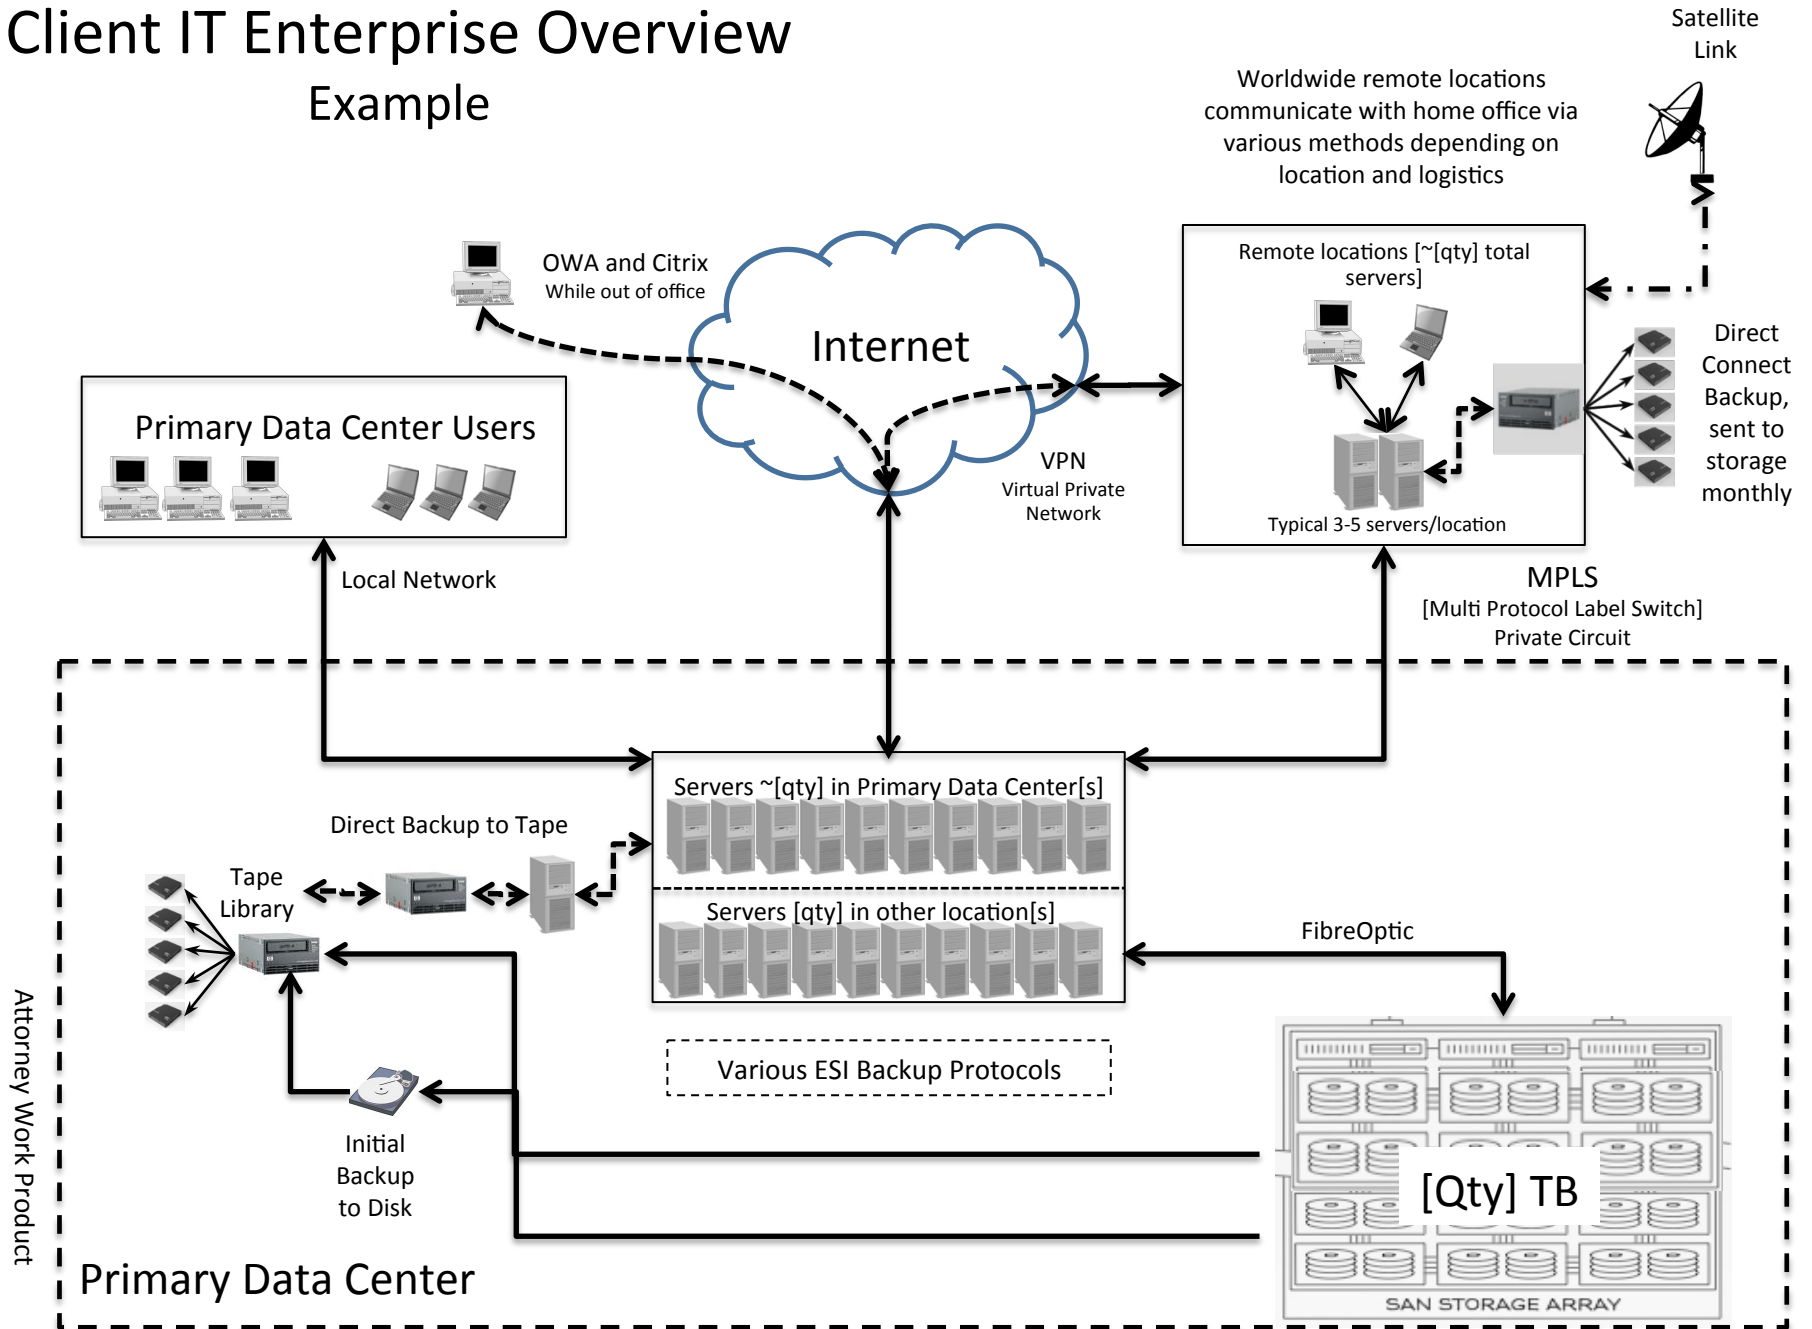 Client IT Enterprise Overview
Example
Satellite
Link
Worldwide remote locations
communicate with home office via
various methods depending on
location and logistics
OWA and Citrix
While out of office
Internet
Remote locations [~[qty] total
servers]
Typical 3-5 servers/location
Direct
Connect
Backup,
sent to
storage
monthly
Primary Data Center Users
VPN
Virtual Private
Network
Local Network
MPLS
[Multi Protocol Label Switch]
Private Circuit
Servers ~[qty] in Primary Data Center[s]
Direct Backup to Tape
Tape
Library
Servers [qty] in other location[s]
FibreOptic
Various ESI Backup Protocols
Initial
Backup
to Disk
[Qty] TB
SAN STORAGE ARRAY
Primary Data Center
Attorney Work Product